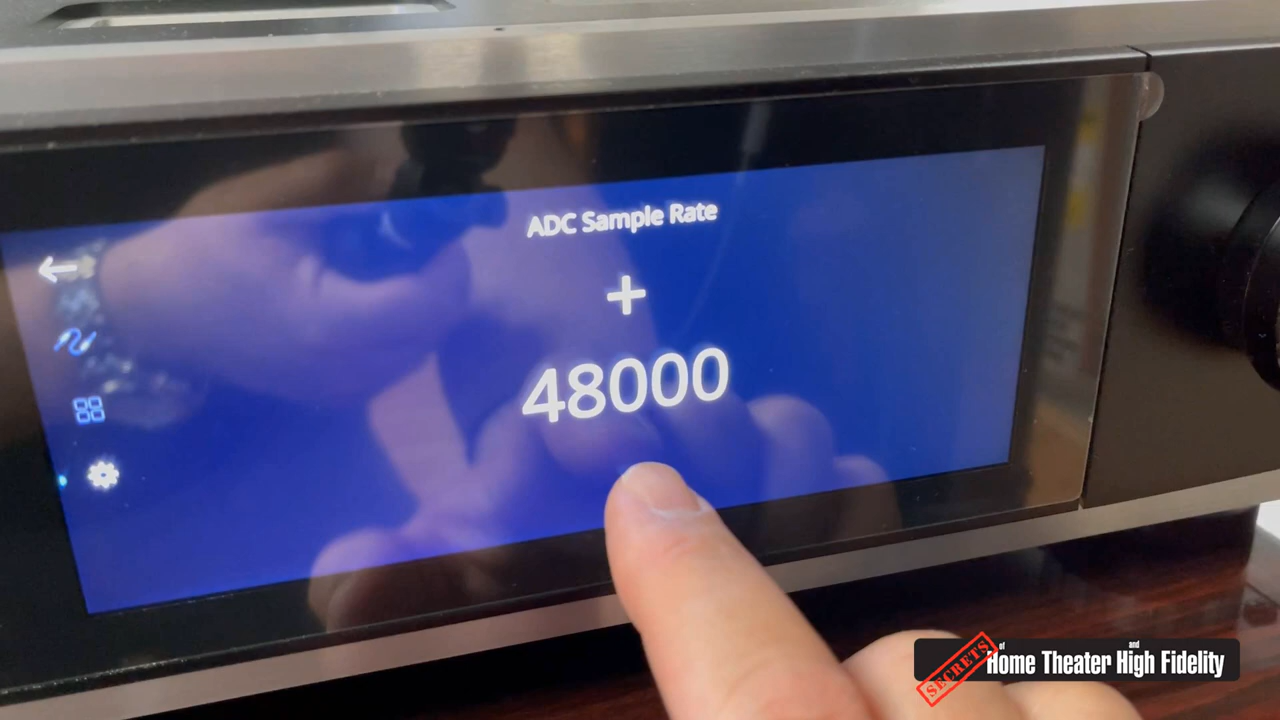 ADC Sample Rate
+
48000
SECRETS of Home Theater and High Fidelity